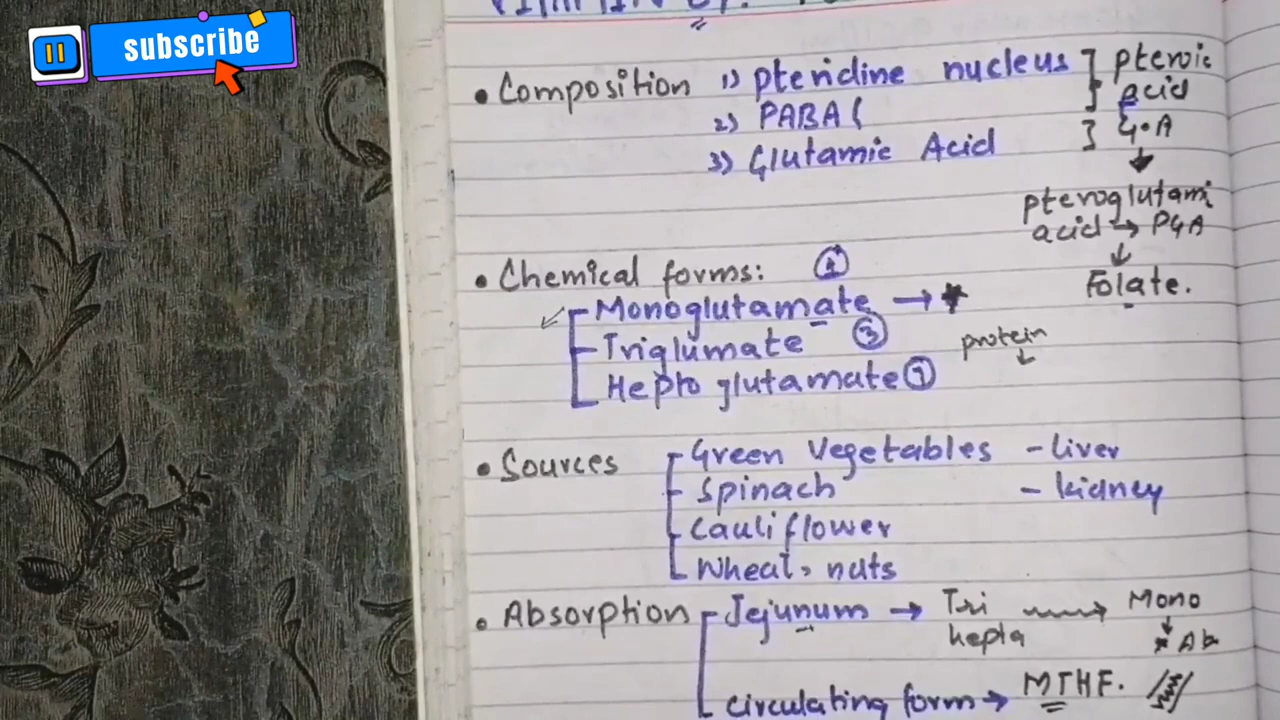 subscribe
• Composition 1) pteridine nucleus ] pteroic
acid
2) PABA (
3) Glutamic Acid ] G.A
pteroglutami
acid → PGA
↓
Folate.
• Chemical forms:
Monoglutamate →
Triglumate ③
Hepto glutamate ⑦
protein
↓
• Sources Green Vegetables - liver
Spinach - kidney
Cauliflower
Wheat, nuts
• Absorption Jejunum → Tri → Mono
hepta
circulating form → MTHF.